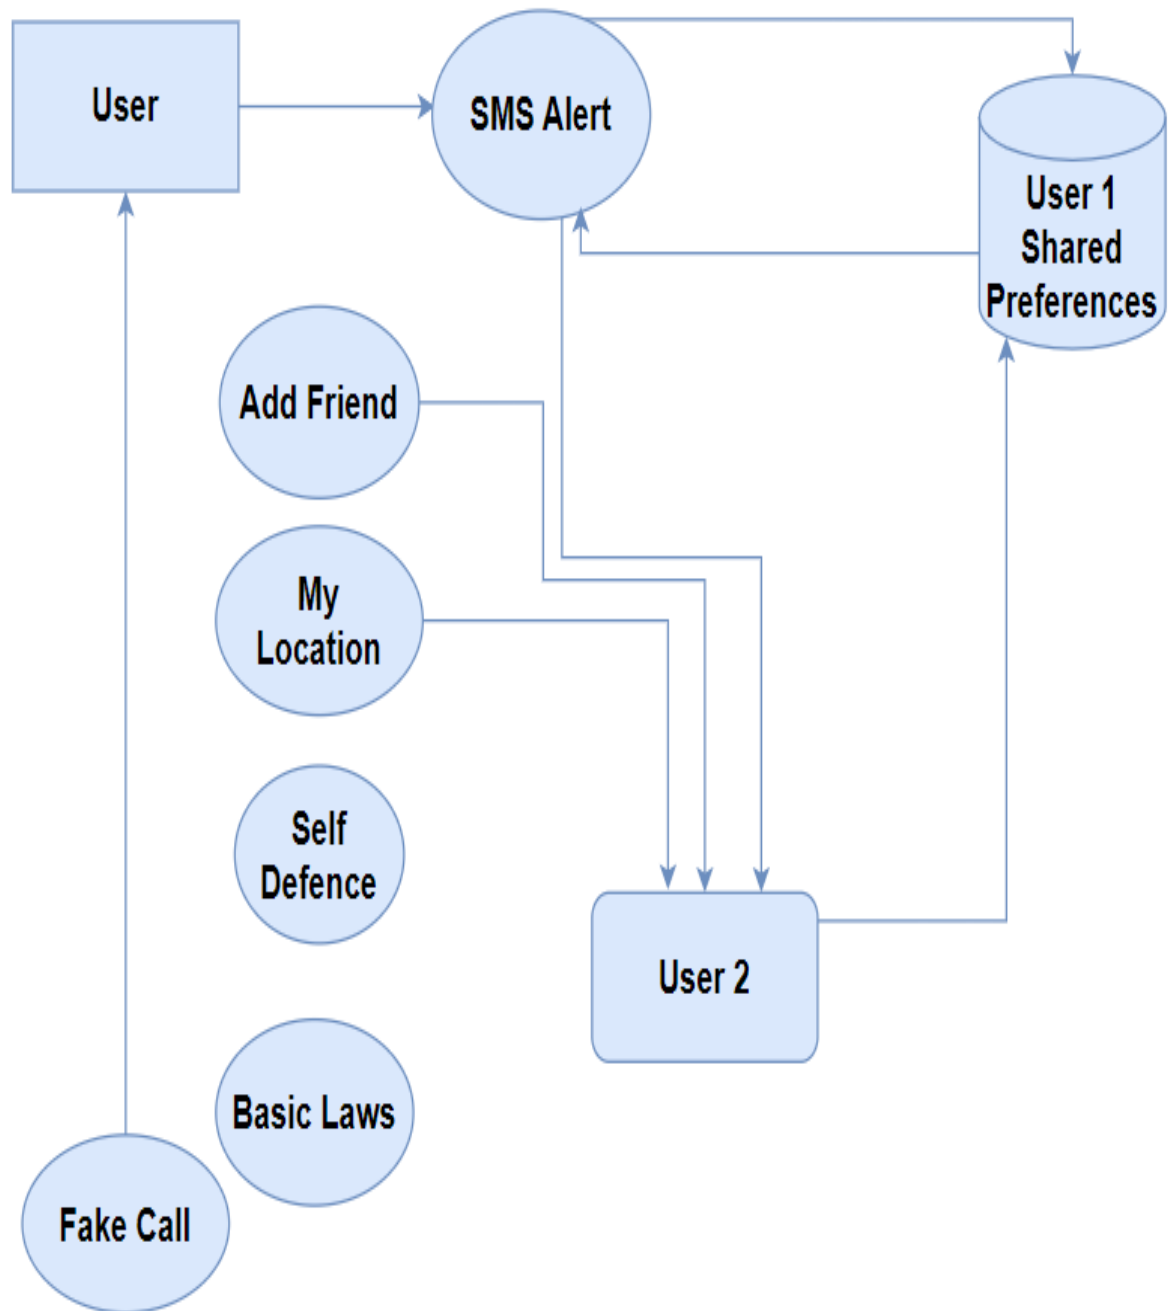 User
SMS Alert
User 1
Shared
Preferences
Add Friend
My
Location
Self
Defence
User 2
Basic Laws
Fake Call